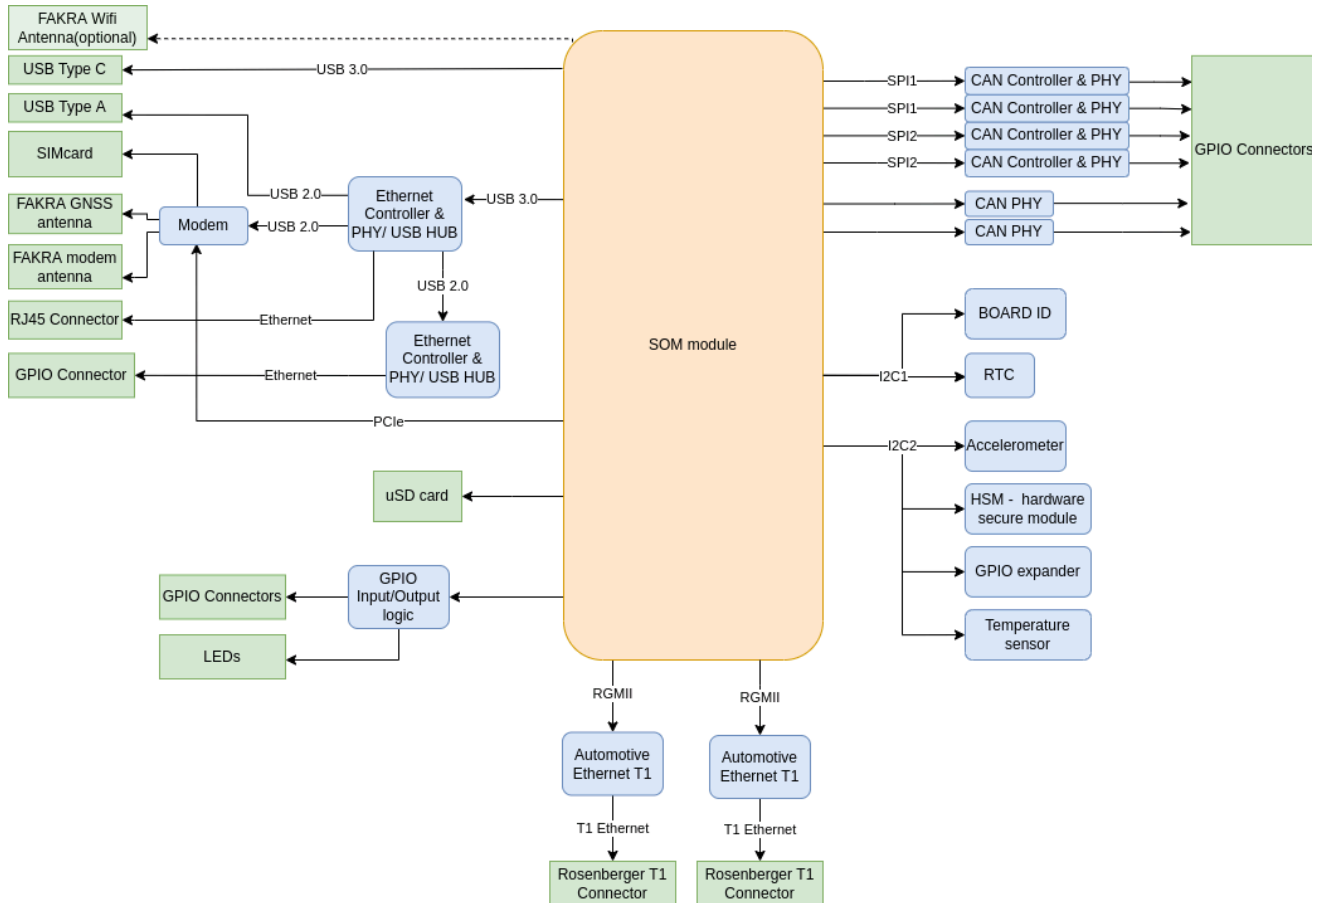 FAKRA Wifi
Antenna(optional)
USB Type C
USB 3.0
USB Type A
SIMcard
USB 2.0
FAKRA GNSS
antenna
Modem
USB 2.0
Ethernet
Controller &
PHY/ USB HUB
USB 3.0
FAKRA modem
antenna
USB 2.0
RJ45 Connector
Ethernet
Ethernet
Controller &
PHY/ USB HUB
GPIO Connector
Ethernet
PCIe
uSD card
GPIO Connectors
GPIO
Input/Output
logic
LEDs
SOM module
SPI1
CAN Controller & PHY
SPI1
CAN Controller & PHY
SPI2
CAN Controller & PHY
SPI2
CAN Controller & PHY
CAN PHY
CAN PHY
GPIO Connectors
BOARD ID
I2C1
RTC
I2C2
Accelerometer
HSM - hardware
secure module
GPIO expander
Temperature
sensor
RGMII
RGMII
Automotive
Ethernet T1
Automotive
Ethernet T1
T1 Ethernet
T1 Ethernet
Rosenberger T1
Connector
Rosenberger T1
Connector